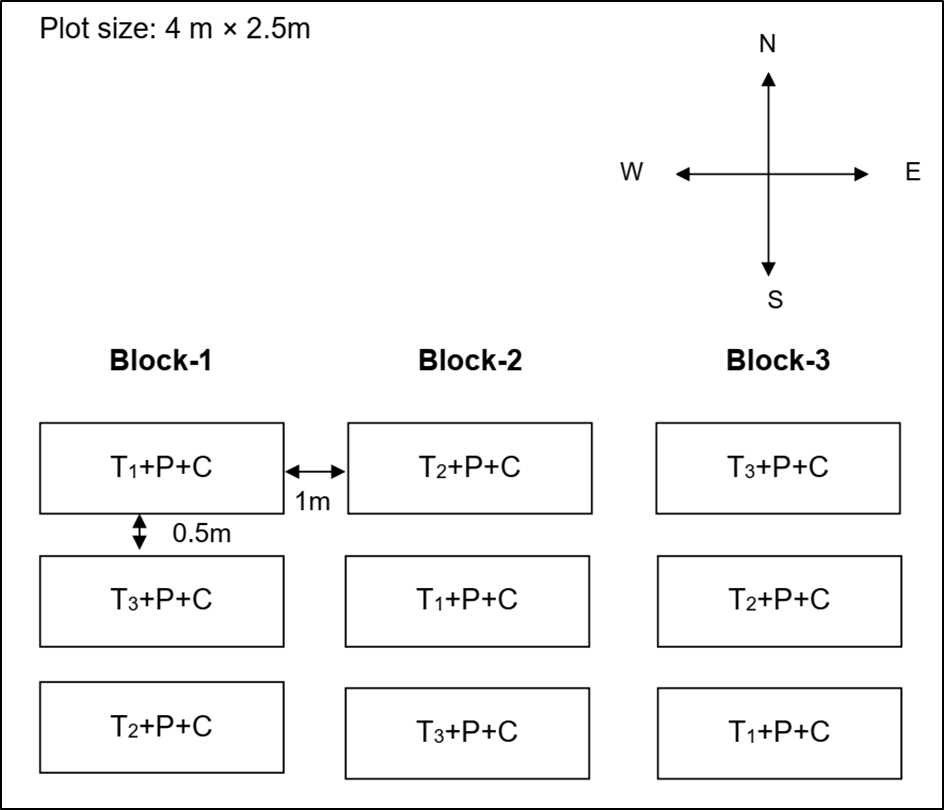 Plot size: 4 m × 2.5m
N
W E
S
Block-1 Block-2 Block-3
T₁+P+C T₂+P+C T₃+P+C
1m
0.5m
T₃+P+C T₁+P+C T₂+P+C
T₂+P+C T₃+P+C T₁+P+C